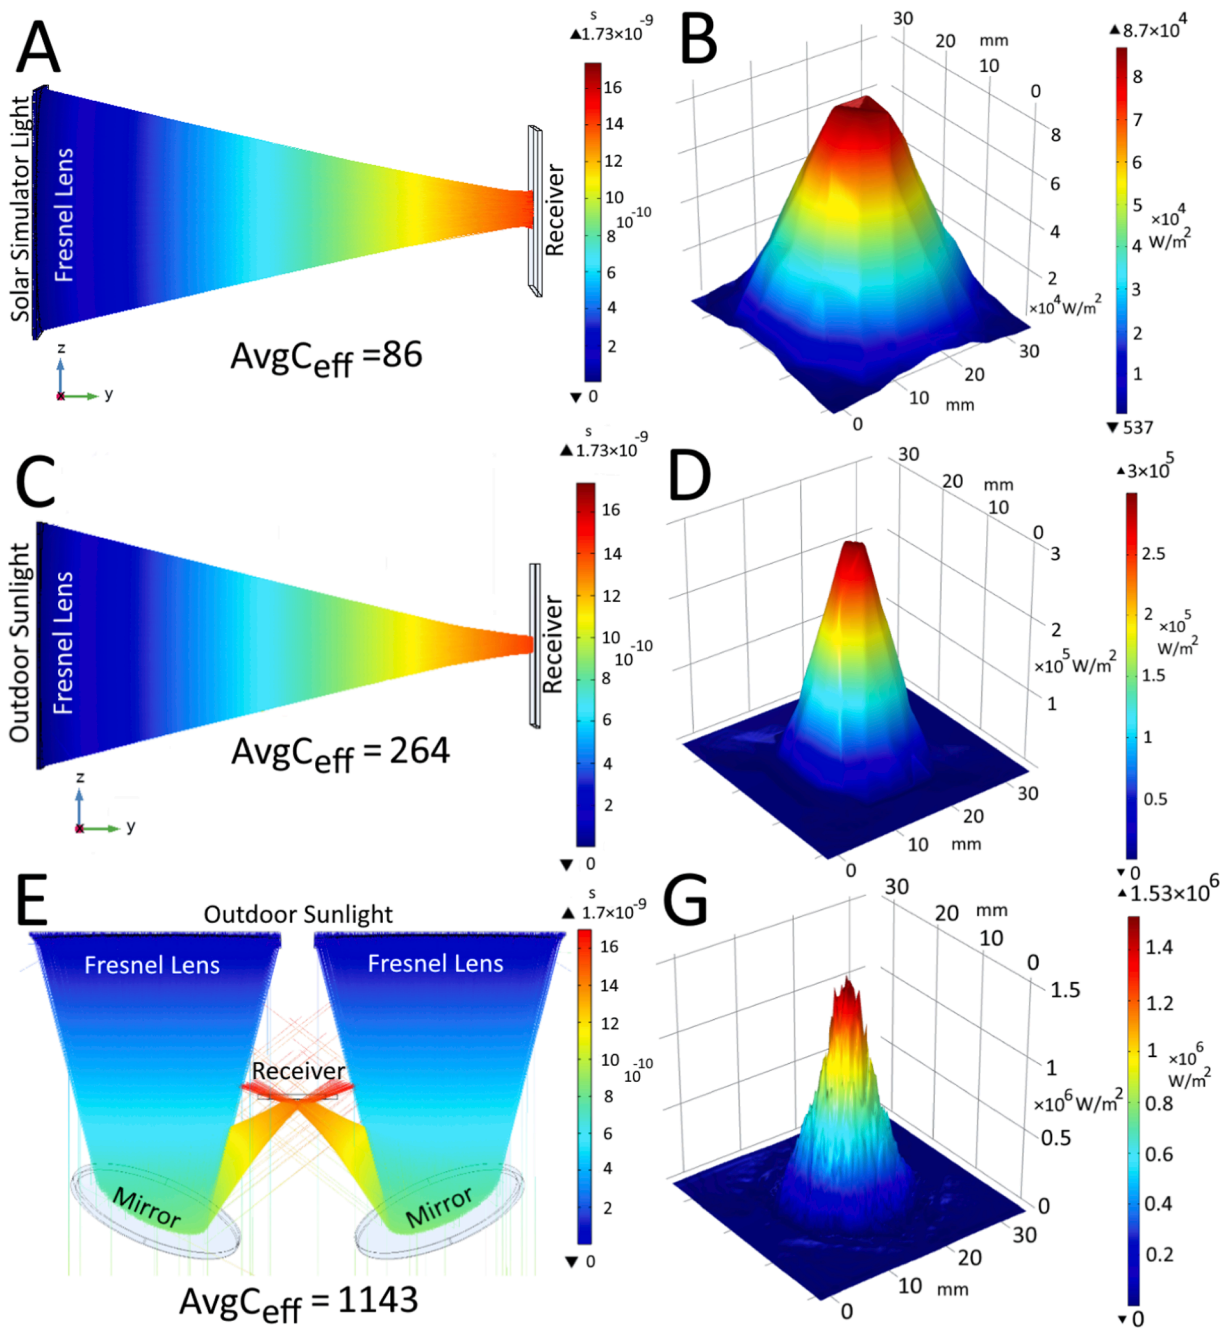 A
Solar Simulator Light
Fresnel Lens
Receiver
AvgCeff =86
z
y
x
s
▲1.73×10-9
16
14
12
10
10-10
8
6
4
2
▼ 0
B
30
20
mm
10
0
8
6
4
2
×104W/m2
30
20
mm
10
0
▲8.7×104
8
7
6
5
×104
W/m2
4
3
2
1
▼537
C
Outdoor Sunlight
Fresnel Lens
Receiver
AvgCeff = 264
z
y
x
s
▲1.73×10-9
16
14
12
10
10-10
8
6
4
2
▼ 0
D
30
20
mm
10
0
3
2
×105W/m2
1
30
20
mm
10
0
▲3×105
2.5
2
×105
W/m2
1.5
1
0.5
▼0
E
Outdoor Sunlight
Fresnel Lens
Fresnel Lens
Receiver
Mirror
Mirror
AvgCeff = 1143
s
▲ 1.7×10-9
16
14
12
10
10-10
8
6
4
2
▼ 0
G
30
20
mm
10
0
1.5
1
×106W/m2
0.5
0
30
20
mm
10
0
▲1.53×106
1.4
1.2
1
×106
W/m2
0.8
0.6
0.4
0.2
▼0